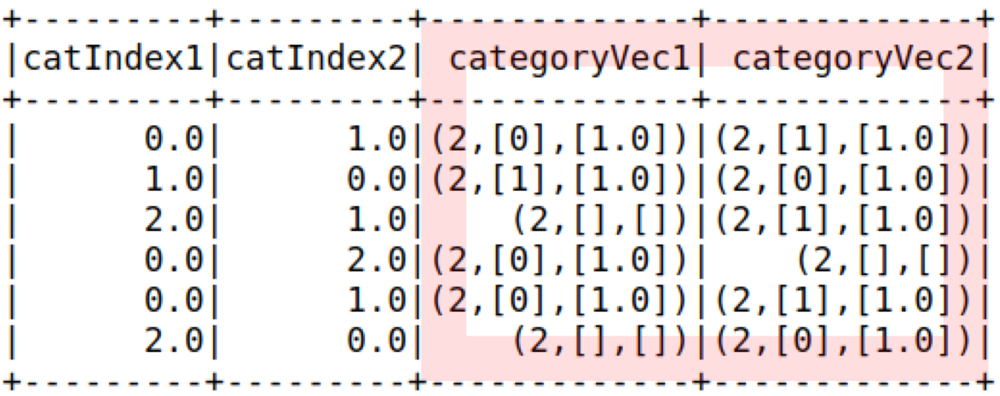 +---------+---------+-------------+-------------+
|catIndex1|catIndex2| categoryVec1| categoryVec2|
+---------+---------+-------------+-------------+
|      0.0|      1.0|(2,[0],[1.0])|(2,[1],[1.0])|
|      1.0|      0.0|(2,[1],[1.0])|(2,[0],[1.0])|
|      2.0|      1.0|    (2,[],[])|(2,[1],[1.0])|
|      0.0|      2.0|(2,[0],[1.0])|    (2,[],[])|
|      0.0|      1.0|(2,[0],[1.0])|(2,[1],[1.0])|
|      2.0|      0.0|    (2,[],[])|(2,[0],[1.0])|
+---------+---------+-------------+-------------+